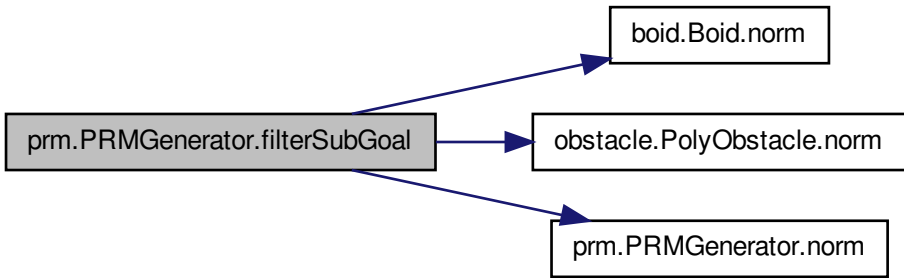 boid.Boid.norm
prm.PRMGenerator.filterSubGoal
obstacle.PolyObstacle.norm
prm.PRMGenerator.norm